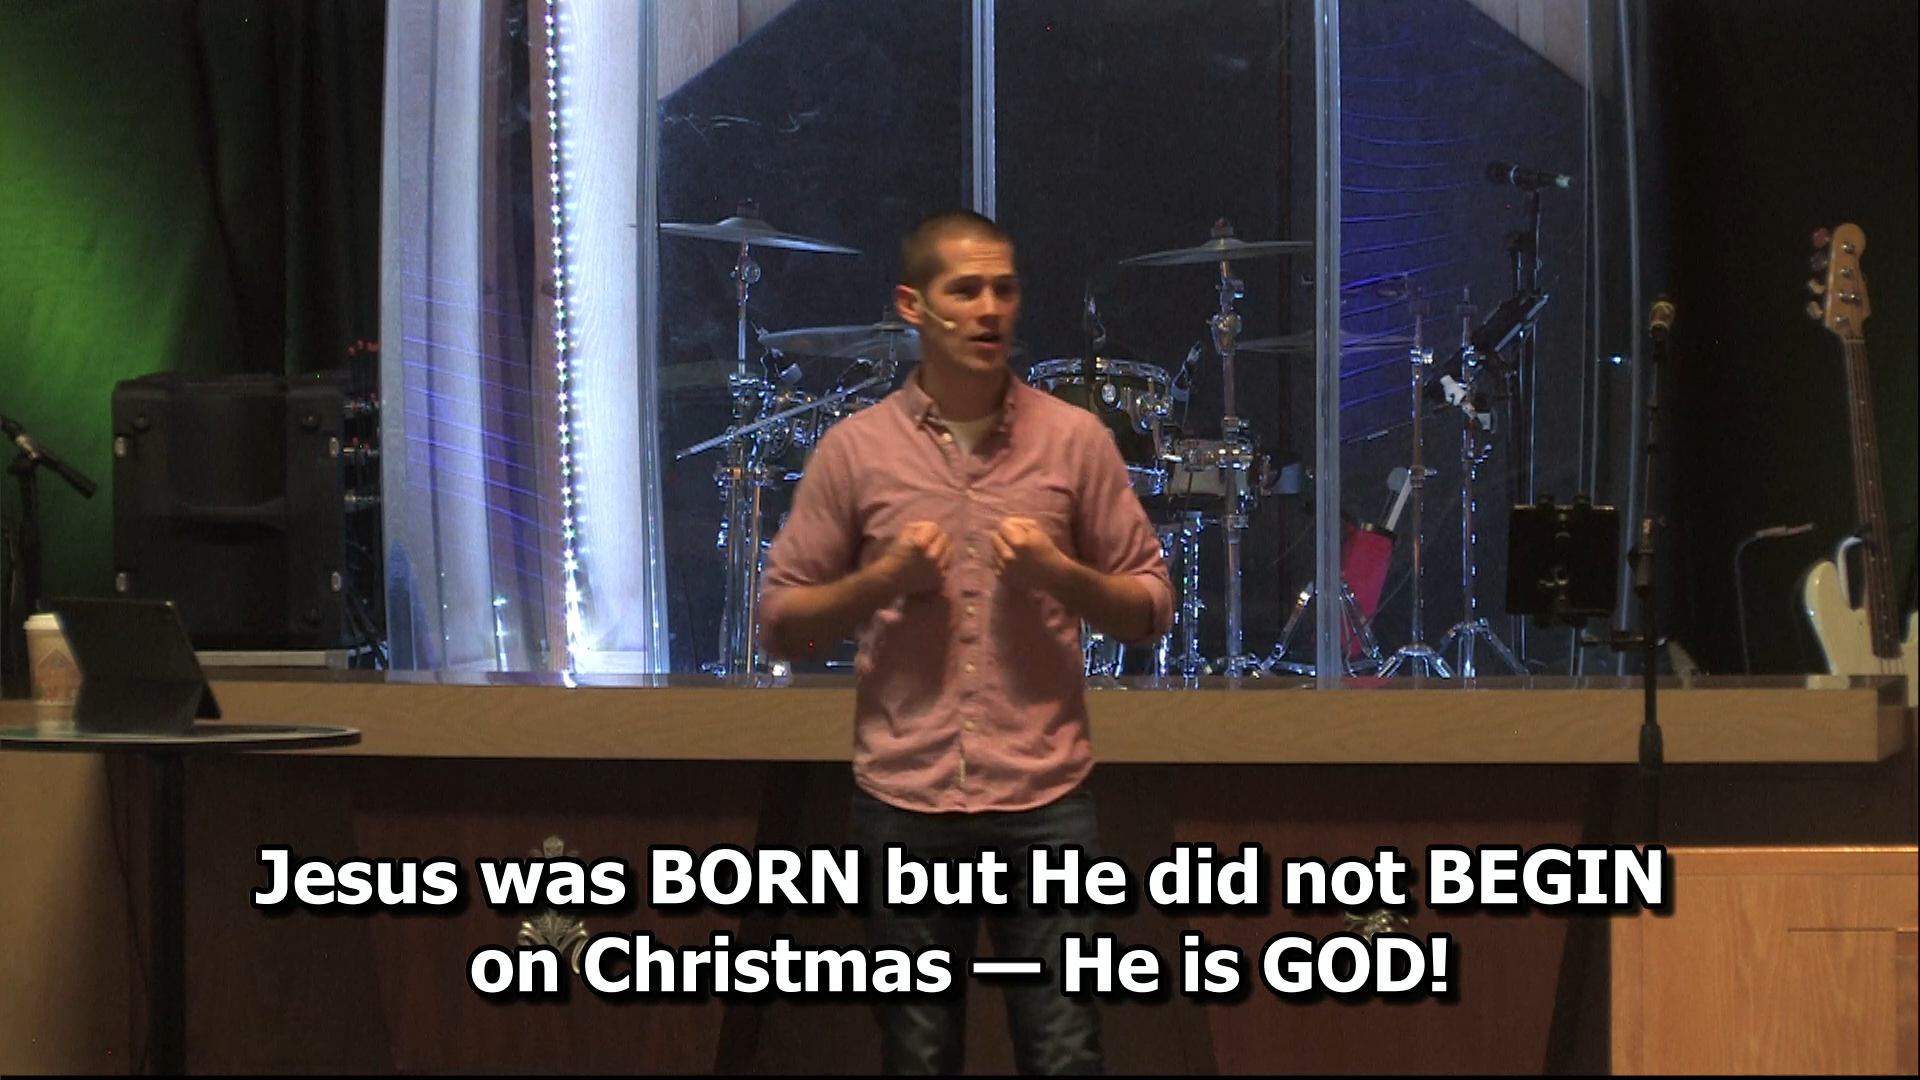 Jesus was BORN but He did not BEGIN
on Christmas — He is GOD!